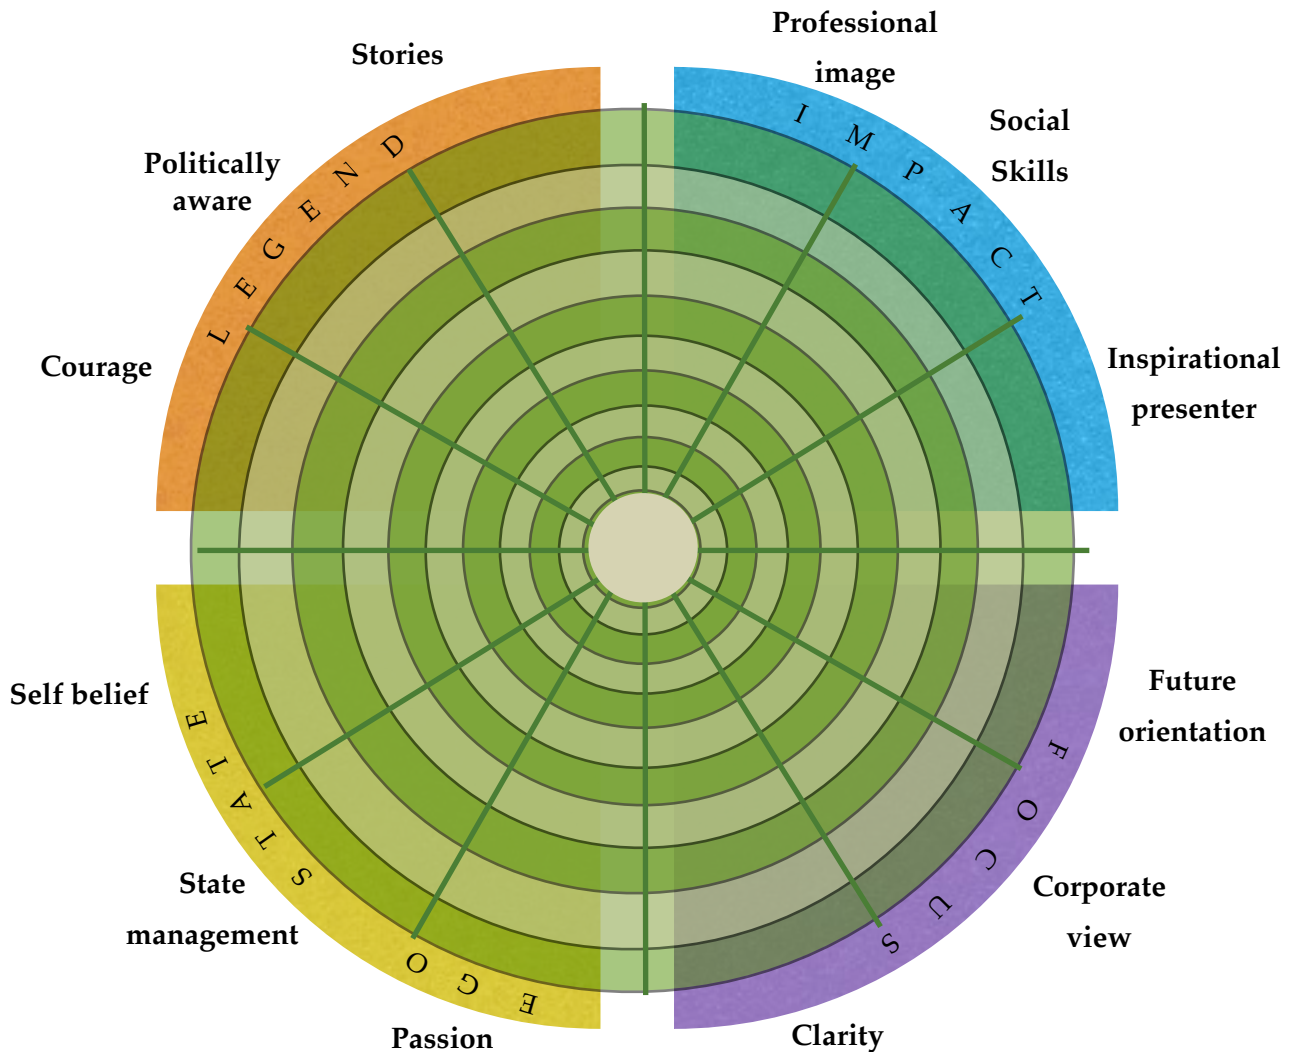 Professional
image
Stories
Social
Skills
Politically
aware
LEGEND
IMPACT
Courage
Inspirational
presenter
Self belief
Future
orientation
EGO STATE
FOCUS
State
management
Corporate
view
Passion
Clarity